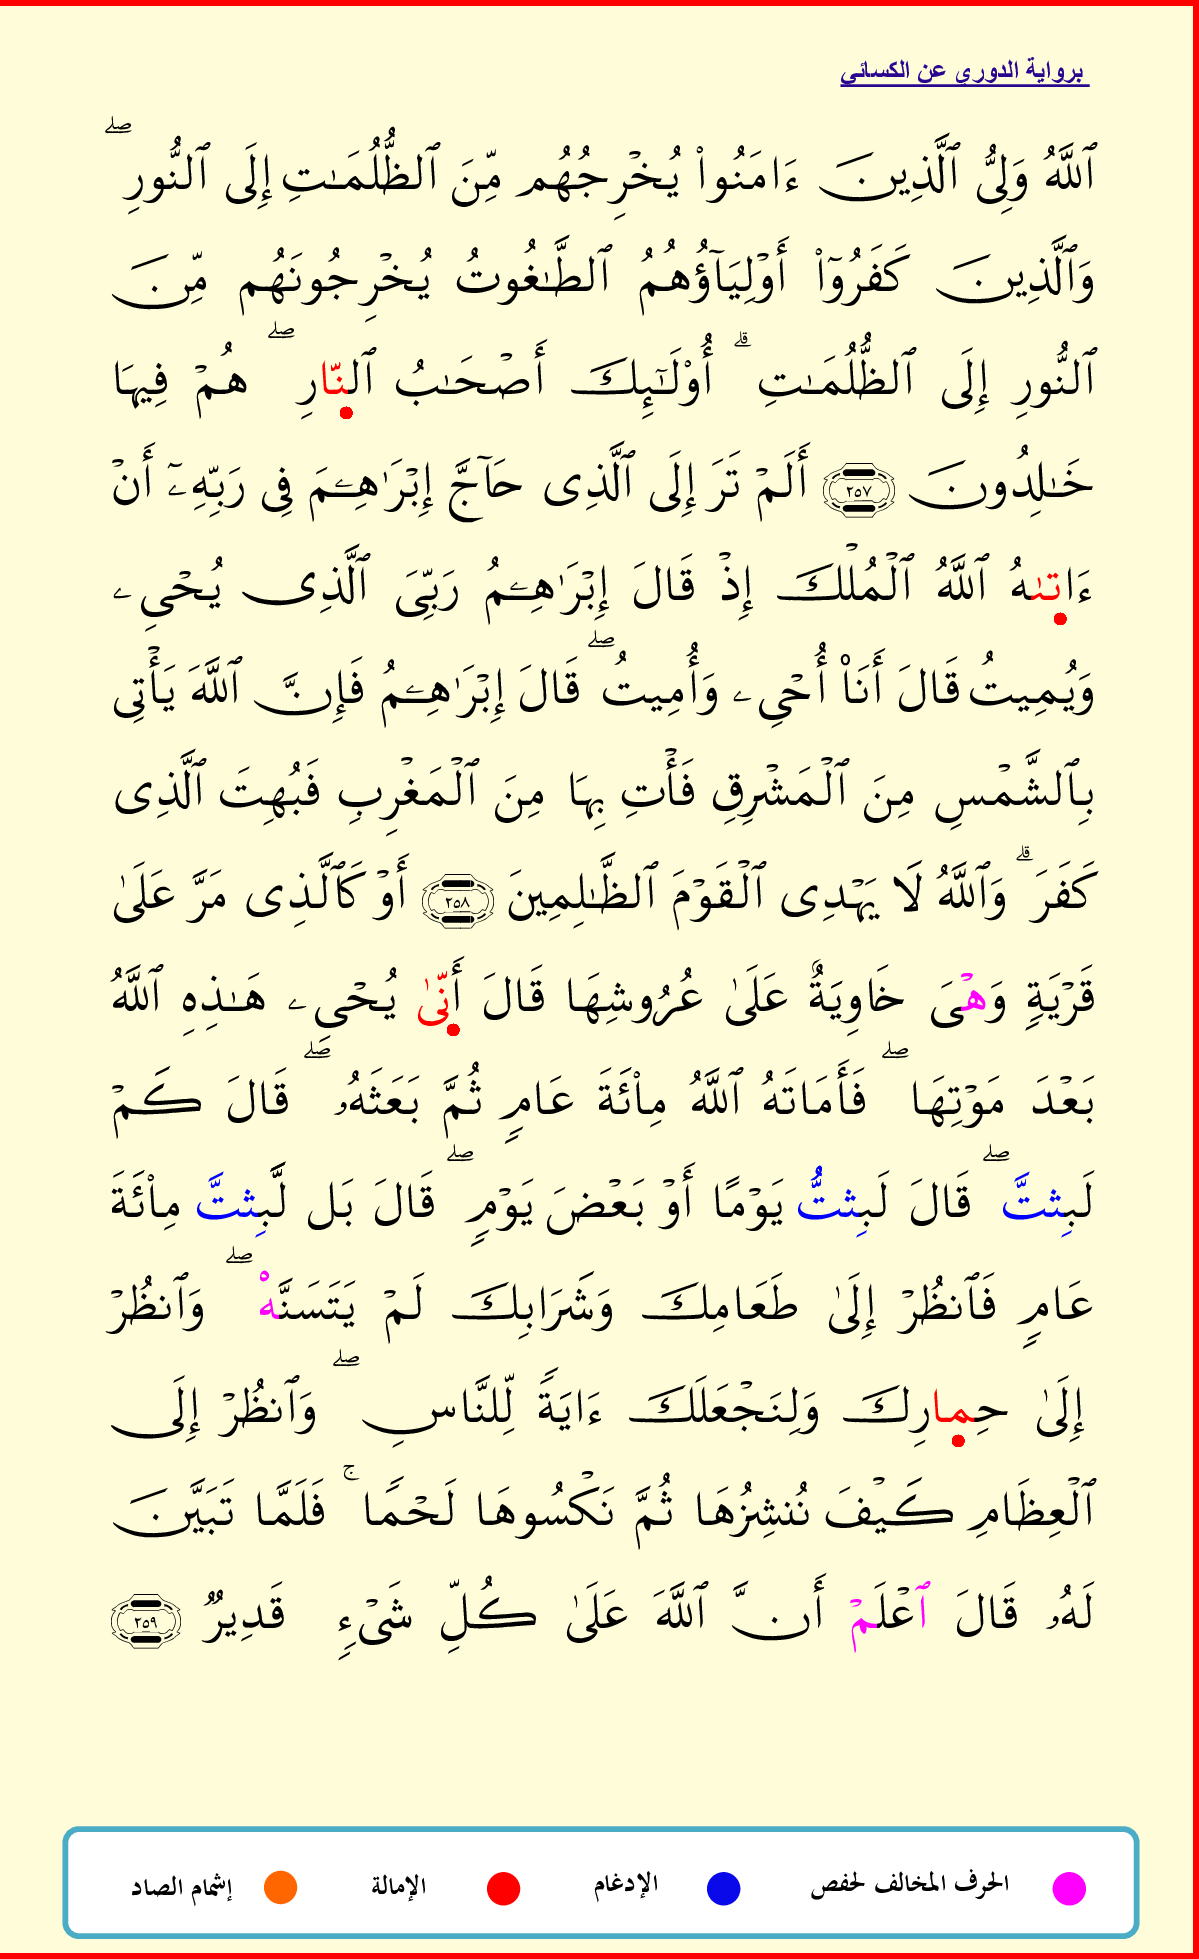 برواية الدوري عن الكسائي
ٱللَّهُ وَلِىُّ ٱلَّذِينَ ءَامَنُوا۟ يُخْرِجُهُم مِّنَ ٱلظُّلُمَـٰتِ إِلَى ٱلنُّورِ ۖ
وَٱلَّذِينَ كَفَرُوٓا۟ أَوْلِيَآؤُهُمُ ٱلطَّـٰغُوتُ يُخْرِجُونَهُم مِّنَ
ٱلنُّورِ إِلَى ٱلظُّلُمَـٰتِ ۗ أُو۟لَـٰٓئِكَ أَصْحَـٰبُ ٱلنَّارِ ۖ هُمْ فِيهَا
خَـٰلِدُونَ ٢٥٧ أَلَمْ تَرَ إِلَى ٱلَّذِى حَآجَّ إِبْرَٰهِـۧمَ فِى رَبِّهِۦٓ أَنْ
ءَاتىٰهُ ٱللَّهُ ٱلْمُلْكَ إِذْ قَالَ إِبْرَٰهِـۧمُ رَبِّىَ ٱلَّذِى يُحْىِۦ
وَيُمِيتُ قَالَ أَنَا۠ أُحْىِۦ وَأُمِيتُ ۖ قَالَ إِبْرَٰهِـۧمُ فَإِنَّ ٱللَّهَ يَأْتِى
بِٱلشَّمْسِ مِنَ ٱلْمَشْرِقِ فَأْتِ بِهَا مِنَ ٱلْمَغْرِبِ فَبُهِتَ ٱلَّذِى
كَفَرَ ۗ وَٱللَّهُ لَا يَهْدِى ٱلْقَوْمَ ٱلظَّـٰلِمِينَ ٢٥٨ أَوْ كَٱلَّذِى مَرَّ عَلَىٰ
قَرْيَةٍ وَهْىَ خَاوِيَةٌ عَلَىٰ عُرُوشِهَا قَالَ أَنّىٰ يُحْىِۦ هَـٰذِهِ ٱللَّهُ
بَعْدَ مَوْتِهَا ۖ فَأَمَاتَهُ ٱللَّهُ مِا۟ئَةَ عَامٍ ثُمَّ بَعَثَهُۥ ۖ قَالَ كَمْ
لَبِثتَّ ۖ قَالَ لَبِثتُّ يَوْمًا أَوْ بَعْضَ يَوْمٍ ۖ قَالَ بَل لَّبِثتَّ مِا۟ئَةَ
عَامٍ فَٱنظُرْ إِلَىٰ طَعَامِكَ وَشَرَابِكَ لَمْ يَتَسَنَّهْ ۖ وَٱنظُرْ
إِلَىٰ حِمارِكَ وَلِنَجْعَلَكَ ءَايَةً لِّلنَّاسِ ۖ وَٱنظُرْ إِلَى
ٱلْعِظَامِ كَيْفَ نُنشِزُهَا ثُمَّ نَكْسُوهَا لَحْمًا ۚ فَلَمَّا تَبَيَّنَ
لَهُۥ قَالَ ٱعْلَمْ أَنَّ ٱللَّهَ عَلَىٰ كُلِّ شَىْءٍ قَدِيرٌ ٢٥٩
الحرف المخالف لحفص الإدغام الإمالة إشمام الصاد